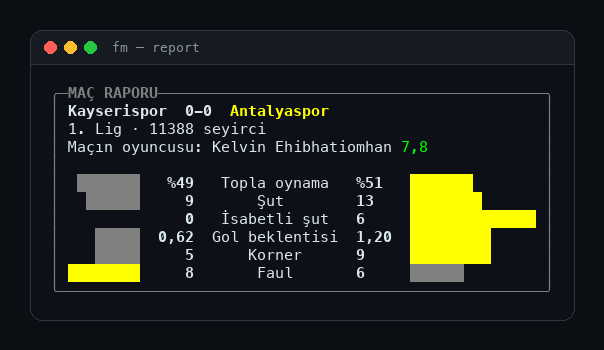 fm — report
MAÇ RAPORU
Kayserispor 0–0 Antalyaspor
1. Lig · 11388 seyirci
Maçın oyuncusu: Kelvin Ehibhatiomhan 7,8
%49 Topla oynama %51
9 Şut 13
0 İsabetli şut 6
0,62 Gol beklentisi 1,20
5 Korner 9
8 Faul 6